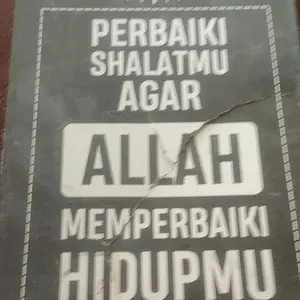 PERBAIKI
SHALATMU
AGAR
ALLAH
MEMPERBAIKI
HIDUPMU